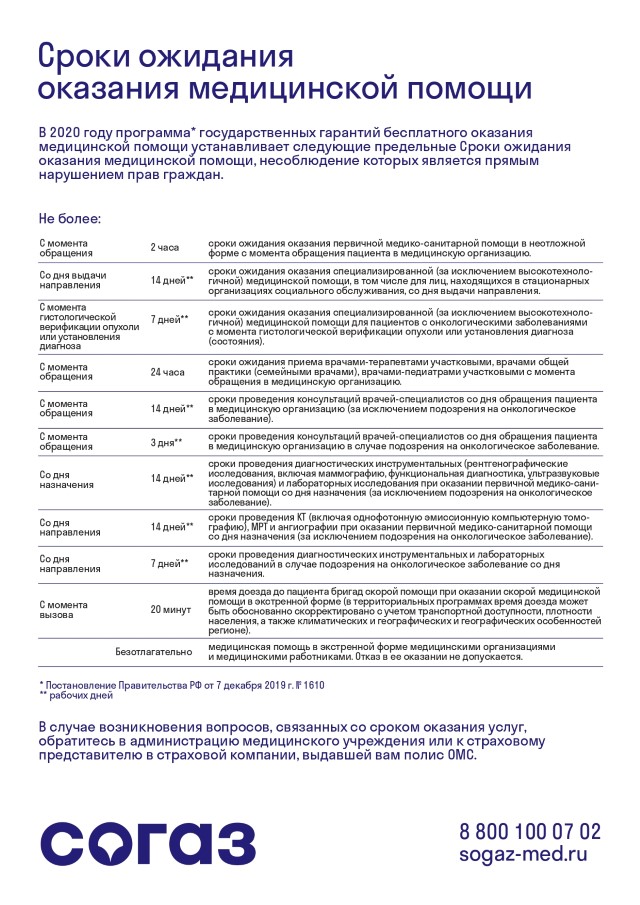 Сроки ожидания
оказания медицинской помощи
В 2020 году программа* государственных гарантий бесплатного оказания
медицинской помощи устанавливает следующие предельные Сроки ожидания
оказания медицинской помощи, несоблюдение которых является прямым
нарушением прав граждан.
Не более:
С момента
обращения
2 часа
сроки ожидания оказания первичной медико-санитарной помощи в неотложной
форме с момента обращения пациента в медицинскую организацию.
Со дня выдачи
направления
14 дней**
сроки ожидания оказания специализированной (за исключением высокотехноло-
гичной) медицинской помощи, в том числе для лиц, находящихся в стационарных
организациях социального обслуживания, со дня выдачи направления.
С момента
гистологической
верификации опухоли
или установления
диагноза
7 дней**
сроки ожидания оказания специализированной (за исключением высокотехноло-
гичной) медицинской помощи для пациентов с онкологическими заболеваниями
с момента гистологической верификации опухоли или установления диагноза
(состояния).
С момента
обращения
24 часа
сроки ожидания приема врачами-терапевтами участковыми, врачами общей
практики (семейными врачами), врачами-педиатрами участковыми с момента
обращения в медицинскую организацию.
С момента
обращения
14 дней**
сроки проведения консультаций врачей-специалистов со дня обращения пациента
в медицинскую организацию (за исключением подозрения на онкологическое
заболевание).
С момента
обращения
3 дня**
сроки проведения консультаций врачей-специалистов со дня обращения пациента
в медицинскую организацию в случае подозрения на онкологическое заболевание.
Со дня
назначения
14 дней**
сроки проведения диагностических инструментальных (рентгенографические
исследования, включая маммографию, функциональная диагностика, ультразвуковые
исследования) и лабораторных исследования при оказании первичной медико-сани-
тарной помощи со дня назначения (за исключением подозрения на онкологическое
заболевание).
Со дня
направления
14 дней**
сроки проведения КТ (включая однофотонную эмиссионную компьютерную томо-
графию), МРТ и ангиографии при оказании первичной медико-санитарной помощи
со дня назначения (за исключением подозрения на онкологическое заболевание).
Со дня
направления
7 дней**
сроки проведения диагностических инструментальных и лабораторных
исследований в случае подозрения на онкологическое заболевание со дня
назначения.
С момента
вызова
20 минут
время доезда до пациента бригад скорой помощи при оказании скорой медицинской
помощи в экстренной форме (в территориальных программах время доезда может
быть обоснованно скорректировано с учетом транспортной доступности, плотности
населения, а также климатических и географических и географических особенностей
регионе).
Безотлагательно
медицинская помощь в экстренной форме медицинскими организациями
и медицинскими работниками. Отказ в ее оказании не допускается.
* Постановление Правительства РФ от 7 декабря 2019 г. № 1610
** рабочих дней
В случае возникновения вопросов, связанных со сроком оказания услуг,
обратитесь в администрацию медицинского учреждения или к страховому
представителю в страховой компании, выдавшей вам полис ОМС.
согаз
8 800 100 07 02
sogaz-med.ru